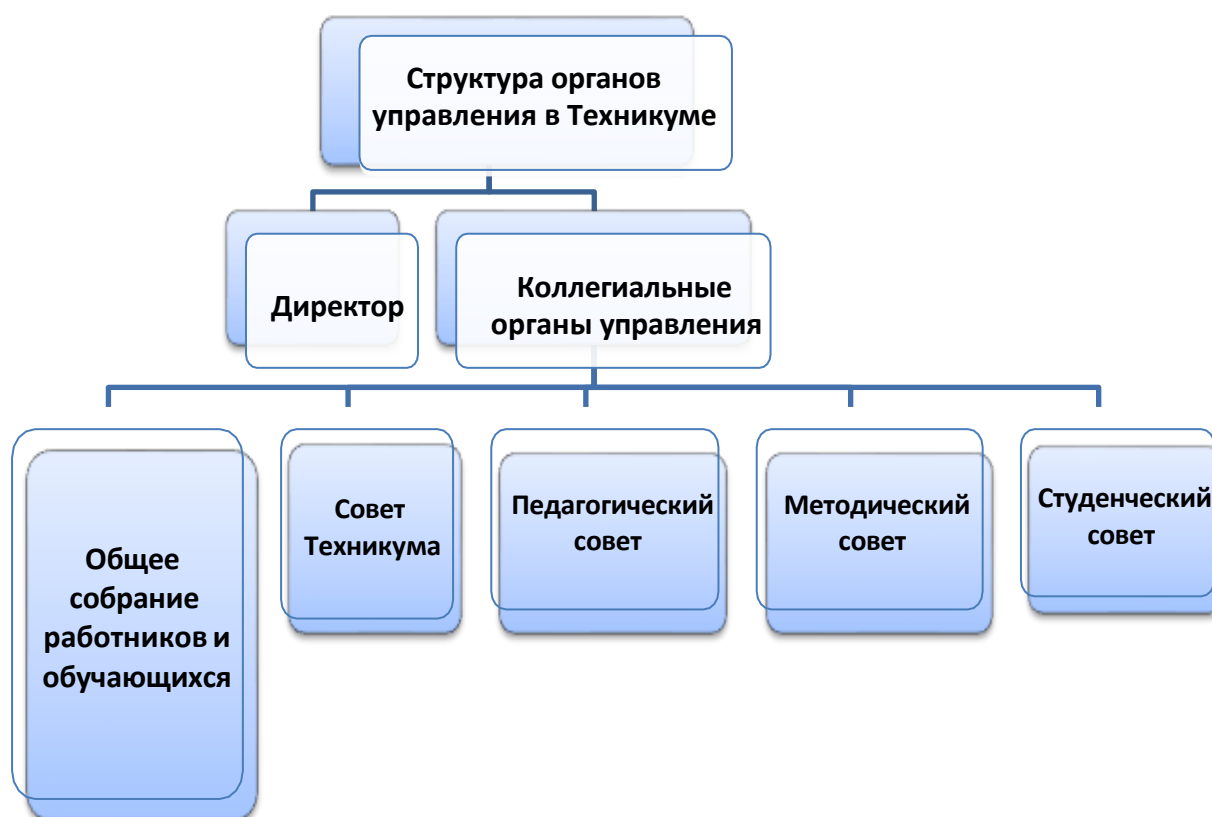 Структура органов
управления в Техникуме
Директор
Коллегиальные
органы управления
Общее
собрание
работников и
обучающихся
Совет
Техникума
Педагогический
совет
Методический
совет
Студенческий
совет